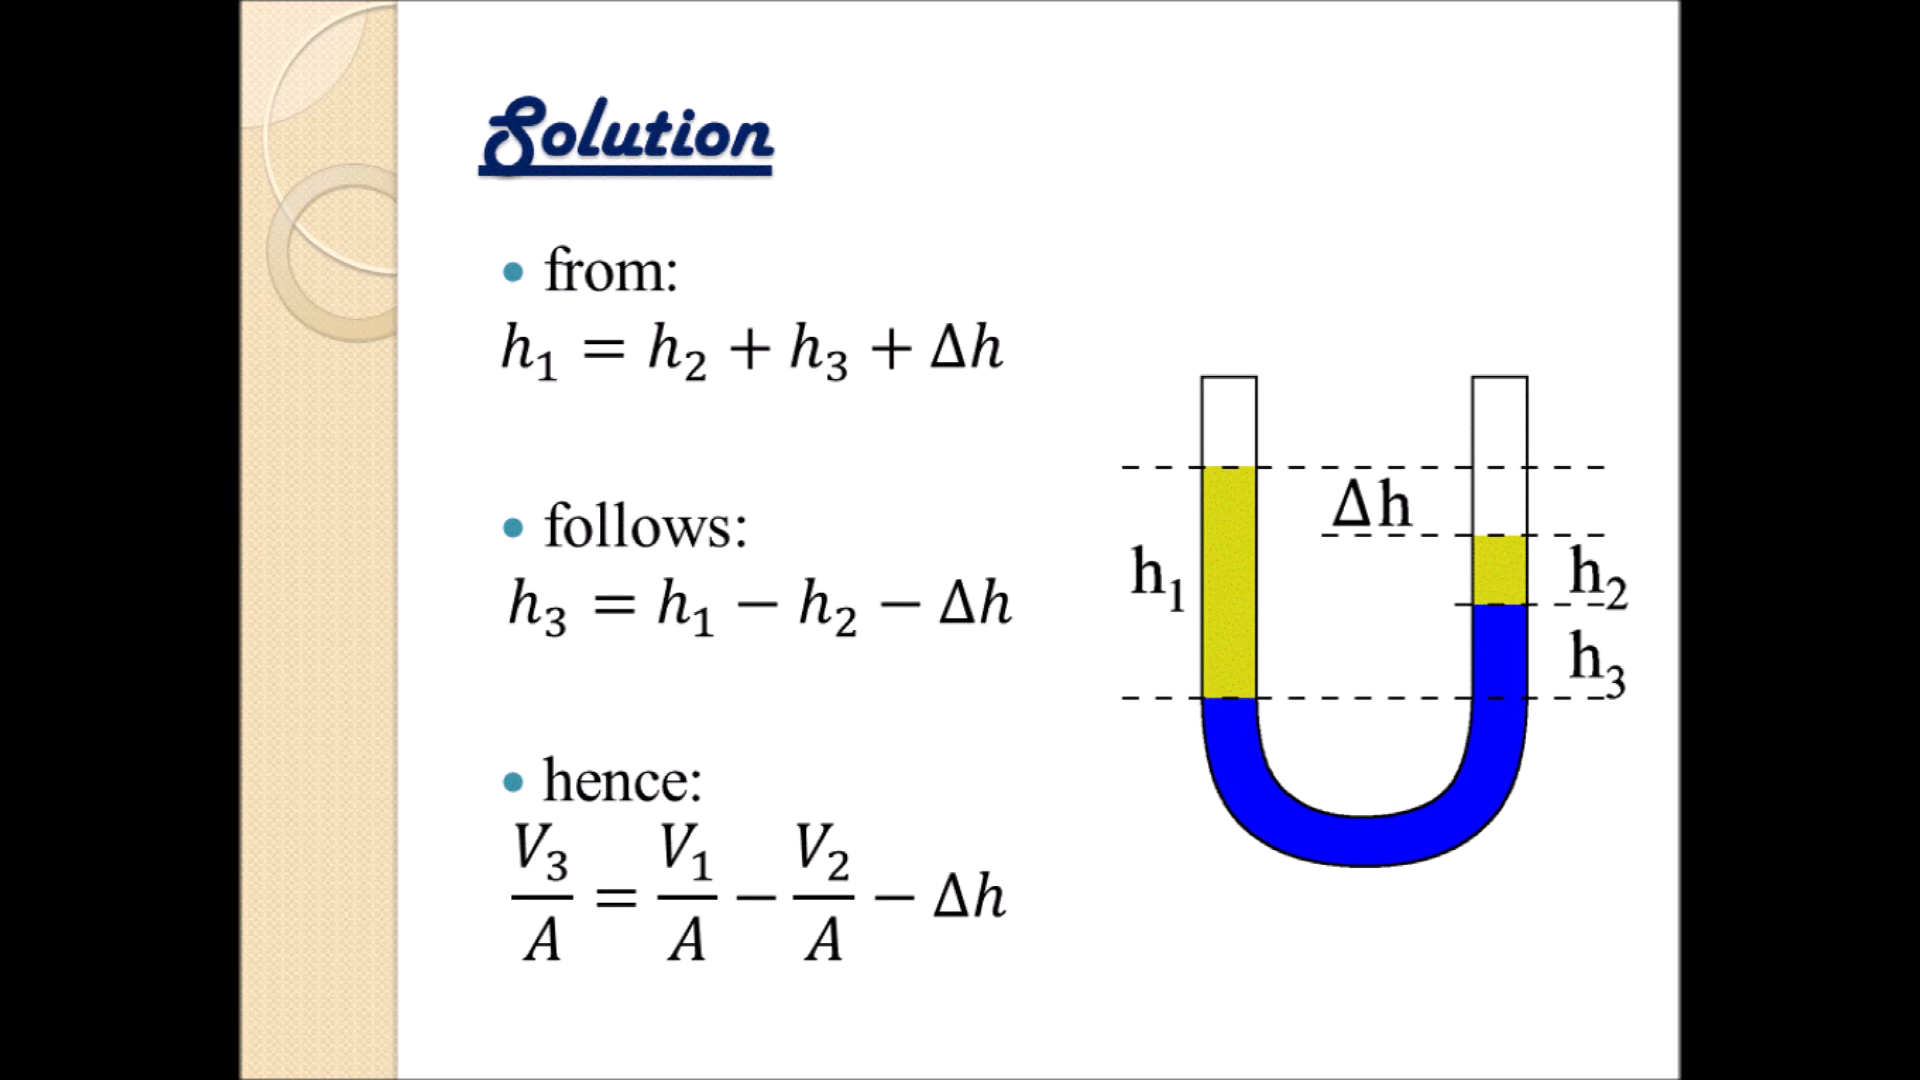 Solution
• from:
h₁ = h₂ + h₃ + Δh
• follows:
h₃ = h₁ − h₂ − Δh
• hence:
V₃/A = V₁/A − V₂/A − Δh
Δh
h₁
h₂
h₃